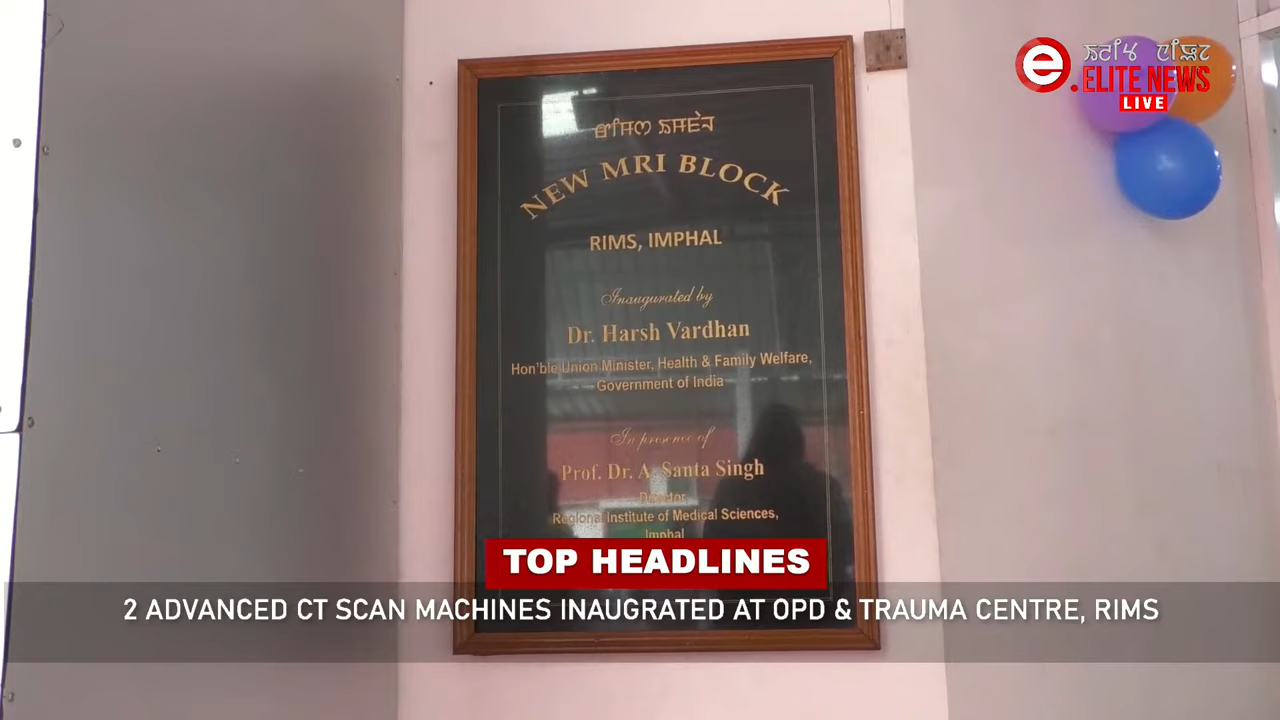 NEW MRI BLOCK
RIMS, IMPHAL
Inaugurated by
Dr. Harsh Vardhan
Hon'ble Union Minister, Health & Family Welfare,
Government of India
In presence of
Prof. Dr. A. Santa Singh
Director
Regional Institute of Medical Sciences,
Imphal
e.
ELITE NEWS
LIVE
TOP HEADLINES
2 ADVANCED CT SCAN MACHINES INAUGRATED AT OPD & TRAUMA CENTRE, RIMS